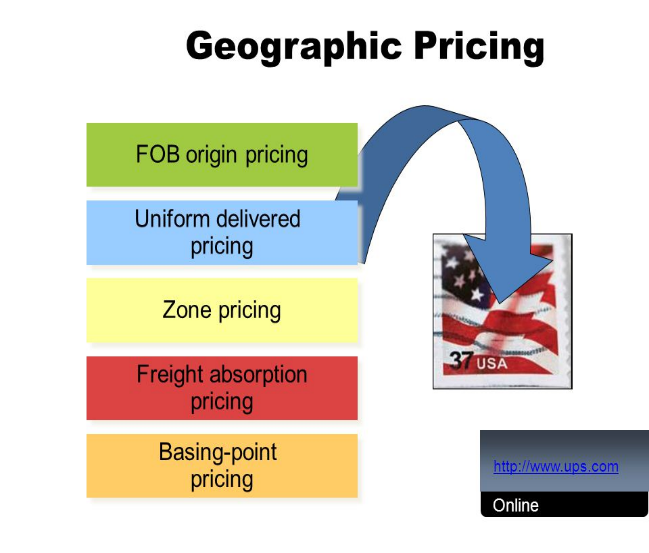 Geographic Pricing
FOB origin pricing
Uniform delivered
pricing
Zone pricing
Freight absorption
pricing
Basing-point
pricing
37 USA
http://www.ups.com
Online